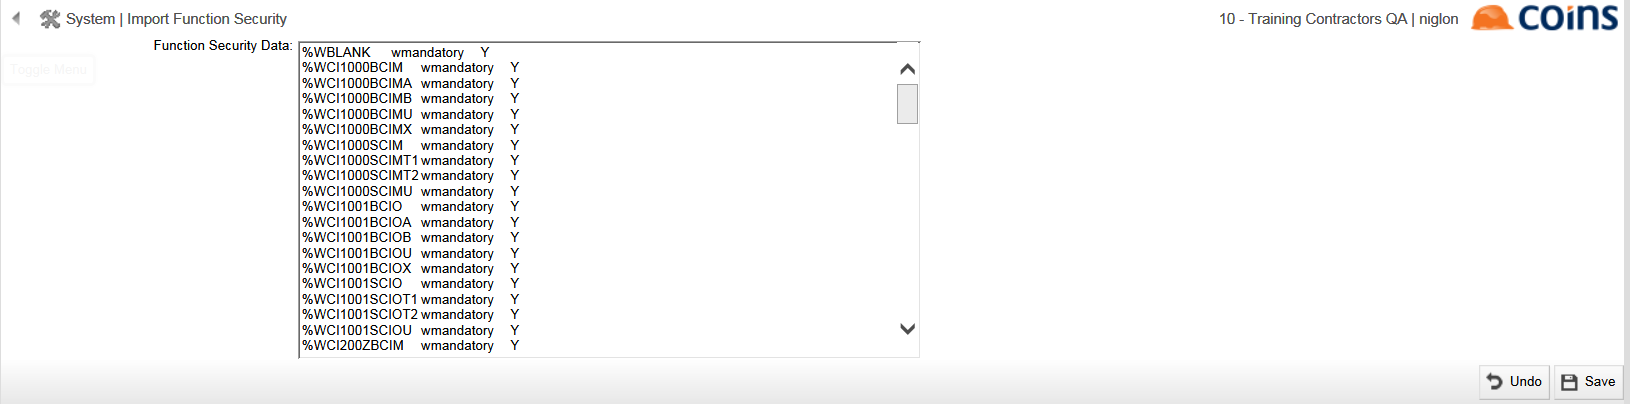 System | Import Function Security
10 - Training Contractors QA | niglon
coins
Function Security Data:
Toggle Menu
%WBLANK wmandatory Y
%WCI1000BCIM wmandatory Y
%WCI1000BCIMA wmandatory Y
%WCI1000BCIMB wmandatory Y
%WCI1000BCIMU wmandatory Y
%WCI1000BCIMX wmandatory Y
%WCI1000SCIM wmandatory Y
%WCI1000SCIMT1 wmandatory Y
%WCI1000SCIMT2 wmandatory Y
%WCI1000SCIMU wmandatory Y
%WCI1001BCIO wmandatory Y
%WCI1001BCIOA wmandatory Y
%WCI1001BCIOB wmandatory Y
%WCI1001BCIOU wmandatory Y
%WCI1001BCIOX wmandatory Y
%WCI1001SCIO wmandatory Y
%WCI1001SCIOT1 wmandatory Y
%WCI1001SCIOT2 wmandatory Y
%WCI1001SCIOU wmandatory Y
%WCI200ZBCIM wmandatory Y
Undo
Save